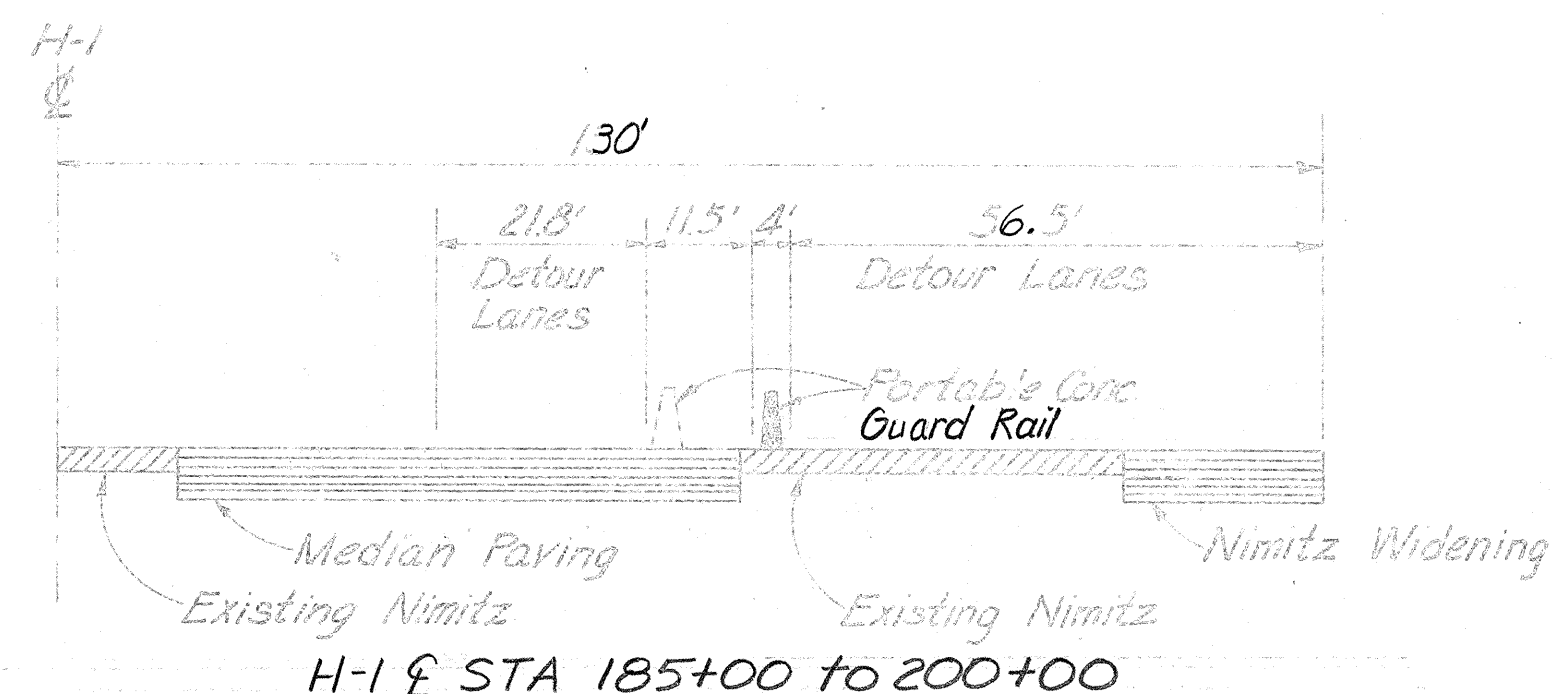 H-1
℄
130'
21.8' 11.5' 4' 56.5'
Detour
Lanes
Detour Lanes
Portable Conc.
Guard Rail
Median Paving
Nimitz Widening
Existing Nimitz
Existing Nimitz
H-1 ℄ STA 185+00 to 200+00